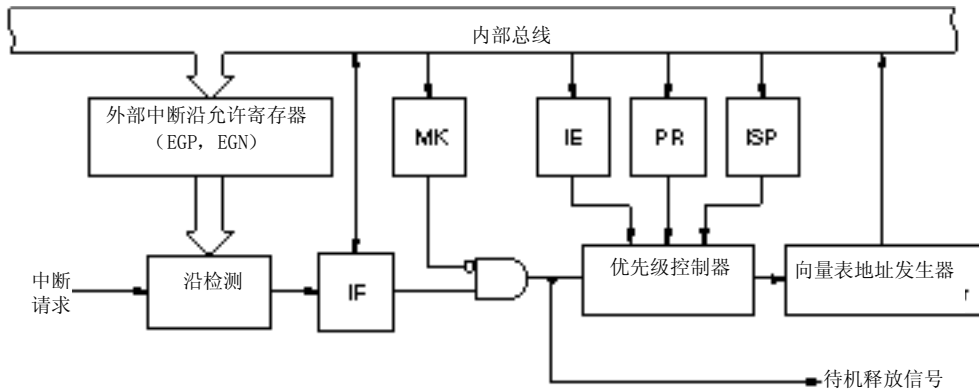 内部总线
外部中断沿允许寄存器
（EGP，EGN）
MK
IE
PR
ISP
中断
请求
沿检测
IF
优先级控制器
向量表地址发生器
待机释放信号